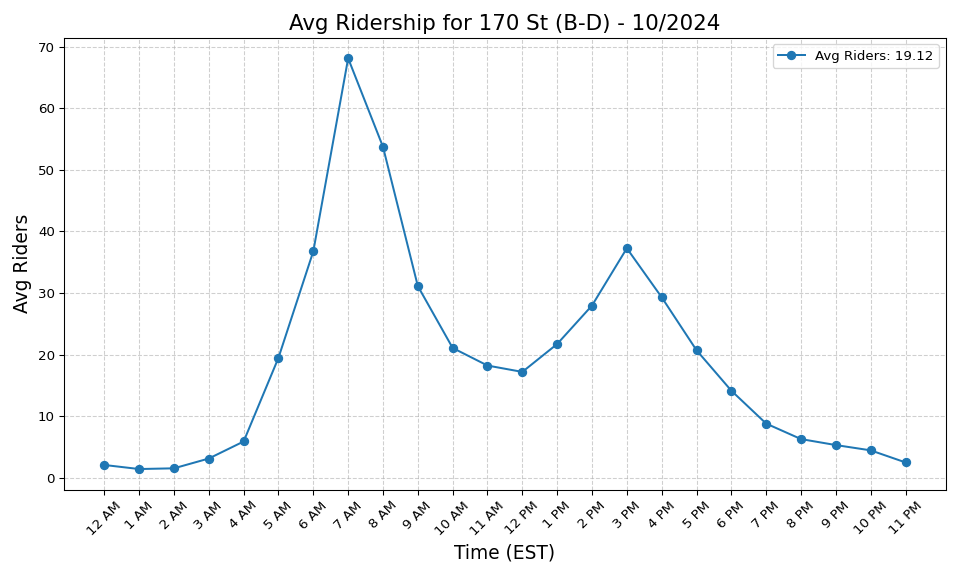 Avg Ridership for 170 St (B-D) - 10/2024
Avg Riders: 19.12
Avg Riders
70
60
50
40
30
20
10
0
12 AM
1 AM
2 AM
3 AM
4 AM
5 AM
6 AM
7 AM
8 AM
9 AM
10 AM
11 AM
12 PM
1 PM
2 PM
3 PM
4 PM
5 PM
6 PM
7 PM
8 PM
9 PM
10 PM
11 PM
Time (EST)